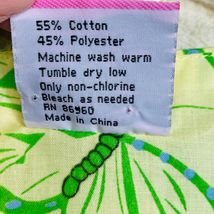 55% Cotton
45% Polyester
Machine wash warm
Tumble dry low
Only non-chlorine
Bleach as needed
RN 86960
Made in China